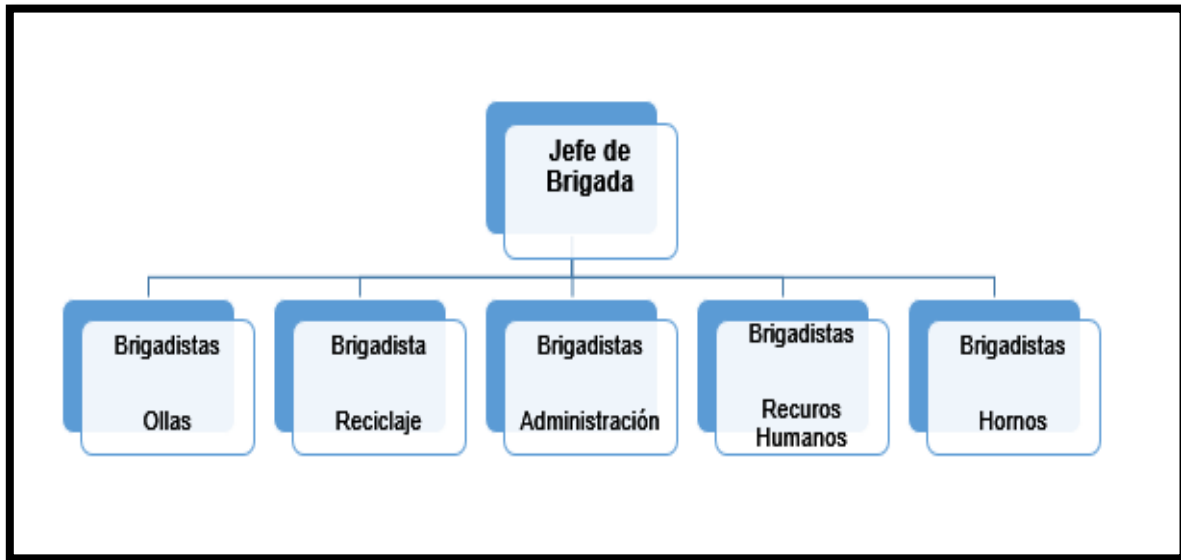 Jefe de
Brigada
Brigadistas
Ollas
Brigadista
Reciclaje
Brigadistas
Administración
Brigadistas
Recuros
Humanos
Brigadistas
Hornos